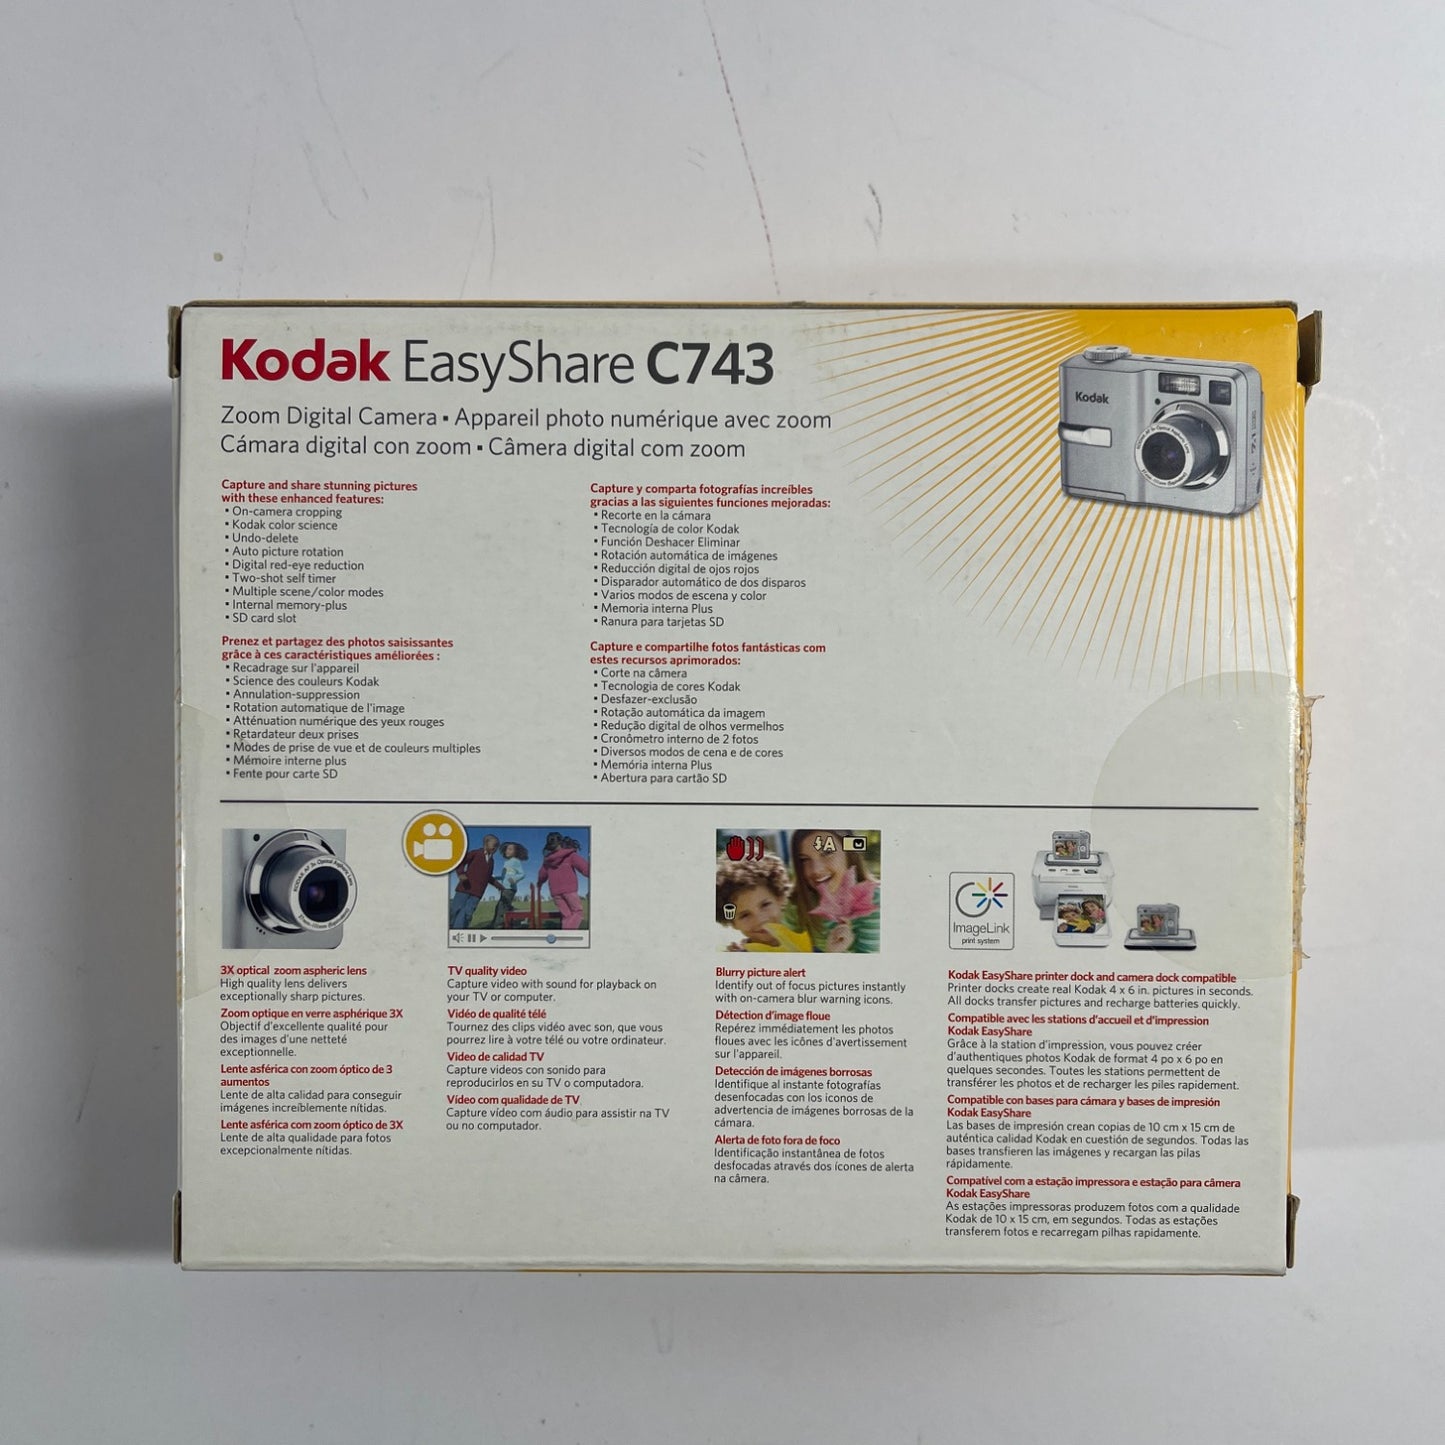 Kodak EasyShare C743
Zoom Digital Camera ▪ Appareil photo numérique avec zoom
Cámara digital con zoom ▪ Câmera digital com zoom
Kodak
7.1
Capture and share stunning pictures
with these enhanced features:
▪ On-camera cropping
▪ Kodak color science
▪ Undo-delete
▪ Auto picture rotation
▪ Digital red-eye reduction
▪ Two-shot self timer
▪ Multiple scene/color modes
▪ Internal memory-plus
▪ SD card slot
Prenez et partagez des photos saisissantes
grâce à ces caractéristiques améliorées :
▪ Recadrage sur l'appareil
▪ Science des couleurs Kodak
▪ Annulation-suppression
▪ Rotation automatique de l'image
▪ Atténuation numérique des yeux rouges
▪ Retardateur deux prises
▪ Modes de prise de vue et de couleurs multiples
▪ Mémoire interne plus
▪ Fente pour carte SD
Capture y comparta fotografías increíbles
gracias a las siguientes funciones mejoradas:
▪ Recorte en la cámara
▪ Tecnología de color Kodak
▪ Función Deshacer Eliminar
▪ Rotación automática de imágenes
▪ Reducción digital de ojos rojos
▪ Disparador automático de dos disparos
▪ Varios modos de escena y color
▪ Memoria interna Plus
▪ Ranura para tarjetas SD
Capture e compartilhe fotos fantásticas com
estes recursos aprimorados:
▪ Corte na câmera
▪ Tecnologia de cores Kodak
▪ Desfazer-exclusão
▪ Rotação automática da imagem
▪ Redução digital de olhos vermelhos
▪ Cronômetro interno de 2 fotos
▪ Diversos modos de cena e de cores
▪ Memória interna Plus
▪ Abertura para cartão SD
KODAK AF 3x Optical Aspheric Lens
3X optical zoom aspheric lens
High quality lens delivers
exceptionally sharp pictures.
Zoom optique en verre asphérique 3X
Objectif d'excellente qualité pour
des images d'une netteté
exceptionnelle.
Lente asférica con zoom óptico de 3
aumentos
Lente de alta calidad para conseguir
imágenes increíblemente nítidas.
Lente asférica com zoom óptico de 3X
Lente de alta qualidade para fotos
excepcionalmente nítidas.
TV quality video
Capture video with sound for playback on
your TV or computer.
Vidéo de qualité télé
Tournez des clips vidéo avec son, que vous
pourrez lire à votre télé ou votre ordinateur.
Video de calidad TV
Capture videos con sonido para
reproducirlos en su TV o computadora.
Vídeo com qualidade de TV
Capture vídeo com áudio para assistir na TV
ou no computador.
A
Blurry picture alert
Identify out of focus pictures instantly
with on-camera blur warning icons.
Détection d'image floue
Repérez immédiatement les photos
floues avec les icônes d'avertissement
sur l'appareil.
Detección de imágenes borrosas
Identifique al instante fotografías
desenfocadas con los iconos de
advertencia de imágenes borrosas de la
cámara.
Alerta de foto fora de foco
Identificação instantânea de fotos
desfocadas através dos ícones de alerta
na câmera.
ImageLink
print system
Kodak EasyShare printer dock and camera dock compatible
Printer docks create real Kodak 4 x 6 in. pictures in seconds.
All docks transfer pictures and recharge batteries quickly.
Compatible avec les stations d'accueil et d'impression
Kodak EasyShare
Grâce à la station d'impression, vous pouvez créer
d'authentiques photos Kodak de format 4 po x 6 po en
quelques secondes. Toutes les stations permettent de
transférer les photos et de recharger les piles rapidement.
Compatible con bases para cámara y bases de impresión
Kodak EasyShare
Las bases de impresión crean copias de 10 cm x 15 cm de
auténtica calidad Kodak en cuestión de segundos. Todas las
bases transfieren las imágenes y recargan las pilas
rápidamente.
Compatível com a estação impressora e estação para câmera
Kodak EasyShare
As estações impressoras produzem fotos com a qualidade
Kodak de 10 x 15 cm, em segundos. Todas as estações
transferem fotos e recarregam pilhas rapidamente.